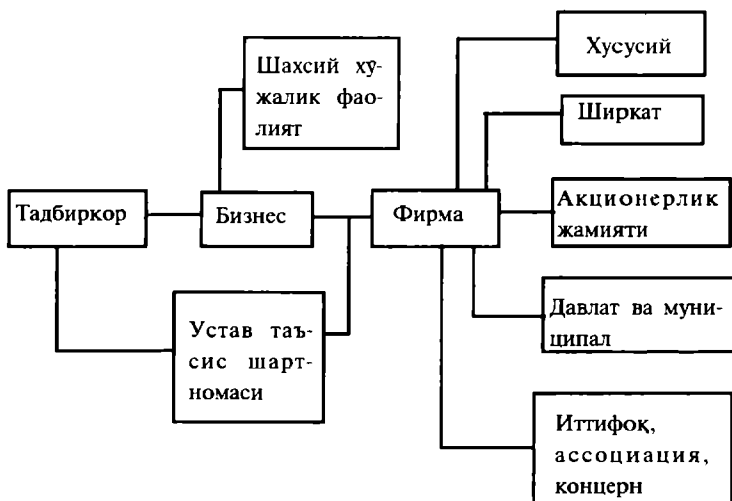 Шахсий хў-
жалик фао-
лият
Хусусий
Ширкат
Тадбиркор
Бизнес
Фирма
Акционерлик
жамияти
Устав таъ-
сис шарт-
номаси
Давлат ва муни-
ципал
Иттифоқ,
ассоциация,
концерн